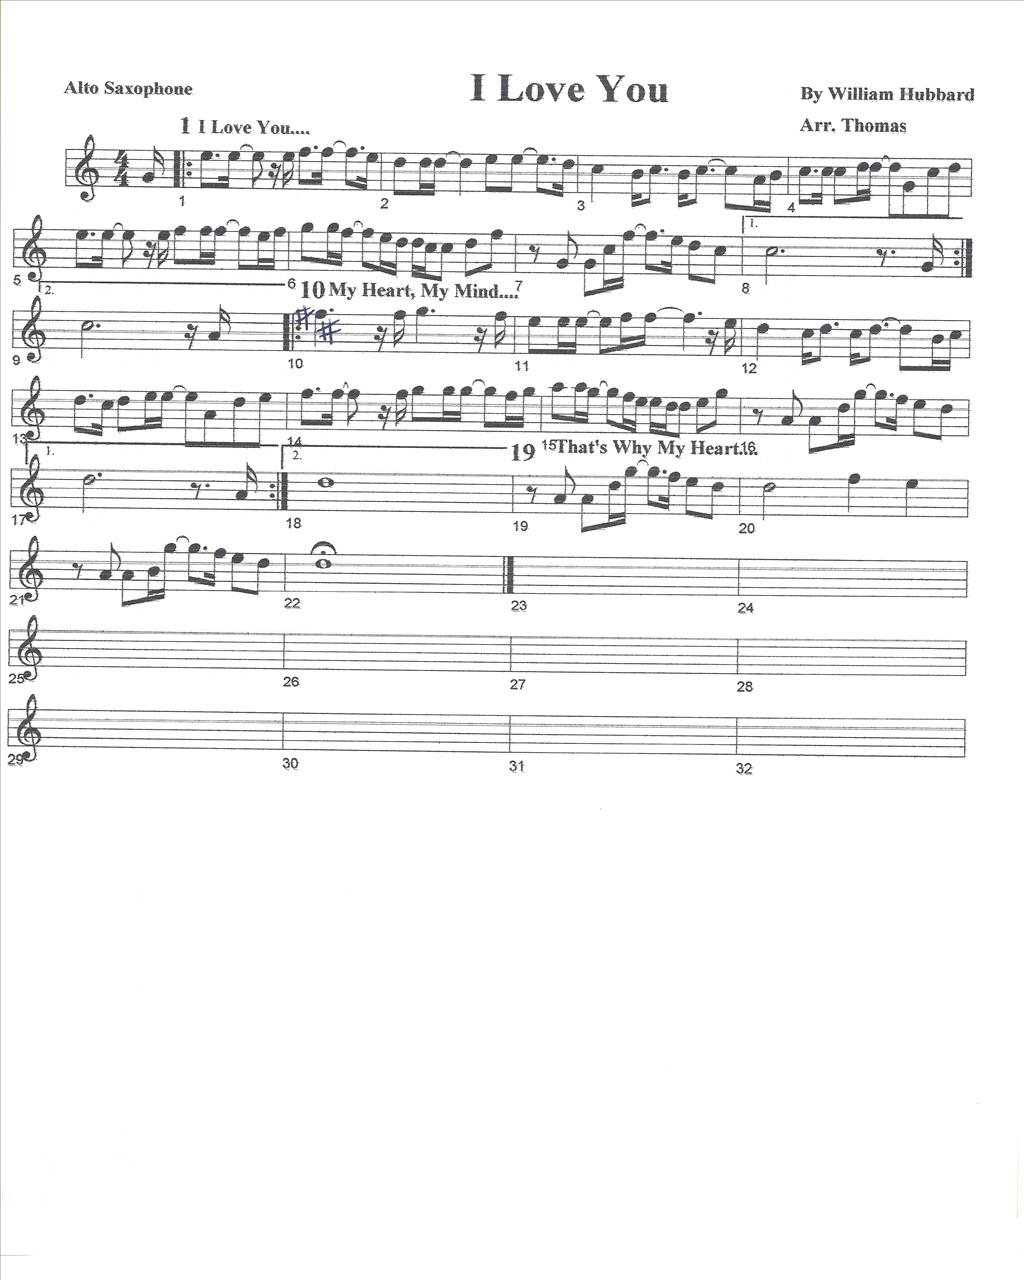 I Love You
Alto Saxophone
By William Hubbard
Arr. Thomas
1 I Love You....
4
4
1 2 3 4
1.
5 6 7 8
2.
10 My Heart, My Mind....
9 10 11 12
13 14 15 16
1.
2.
19 That's Why My Heart....
17 18 19 20
21 22 23 24
25 26 27 28
29 30 31 32